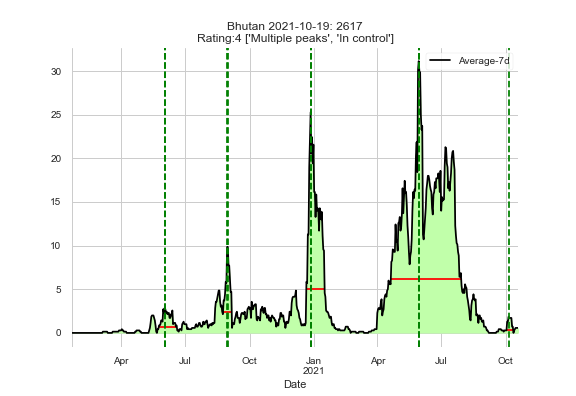 Bhutan 2021-10-19: 2617
Rating:4 ['Multiple peaks', 'In control']
Average-7d
30
25
20
15
10
5
0
Apr Jul Oct Jan Apr Jul Oct
2021
Date